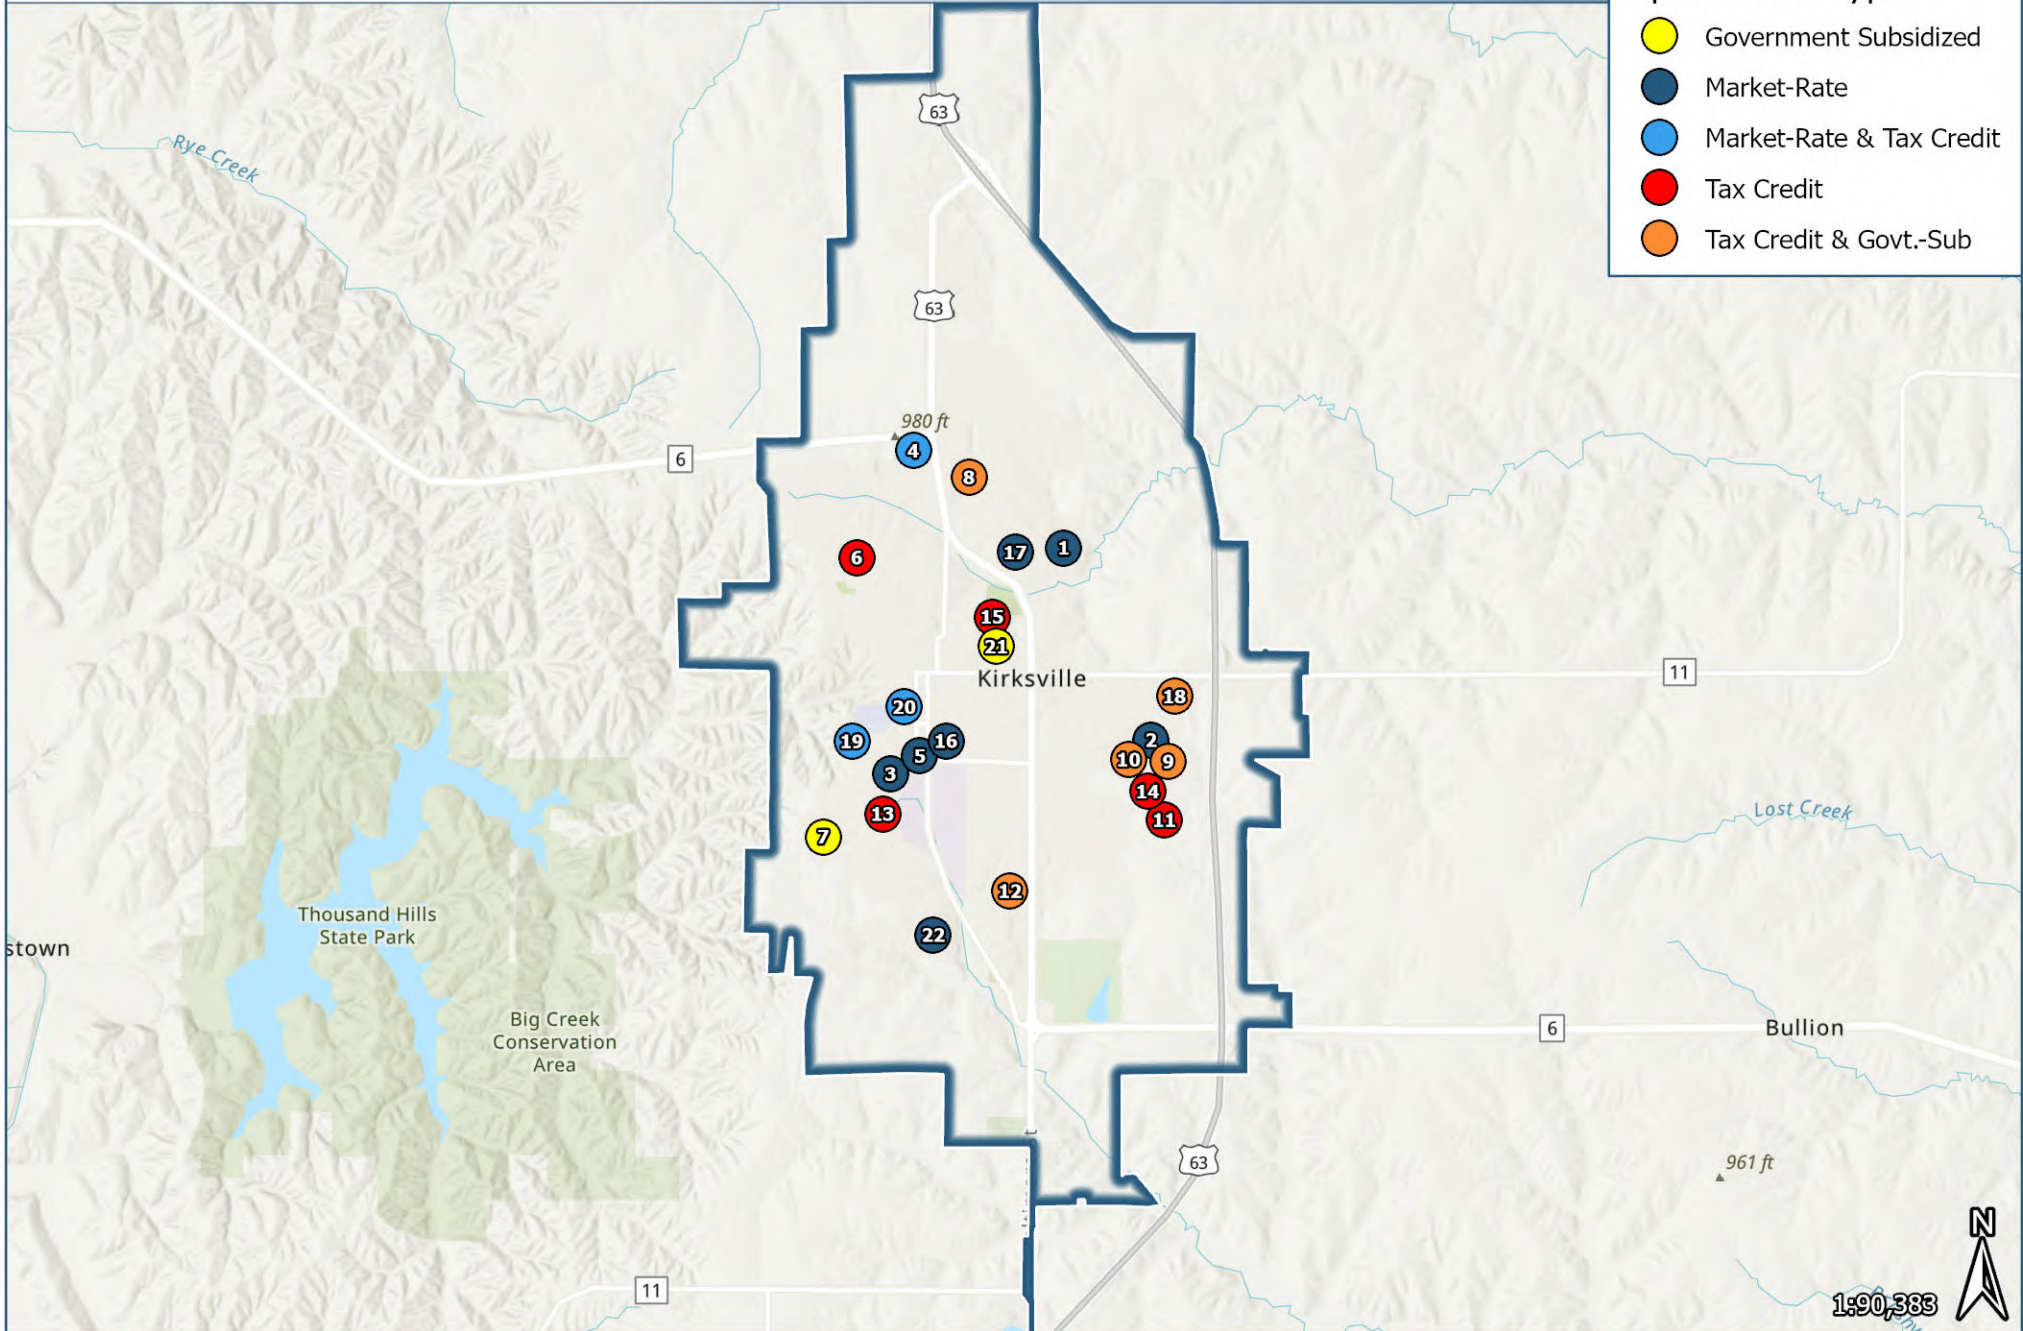 Government Subsidized
Market-Rate
Market-Rate & Tax Credit
Tax Credit
Tax Credit & Govt.-Sub
63
Rye Creek
63
980 ft
4
6
8
17
1
6
15
21
Kirksville
11
18
20
19
16
2
5
10
9
3
14
13
11
Lost Creek
7
12
Thousand Hills
State Park
22
stown
Big Creek
Conservation
Area
6
Bullion
63
961 ft
N
11
1:90,383